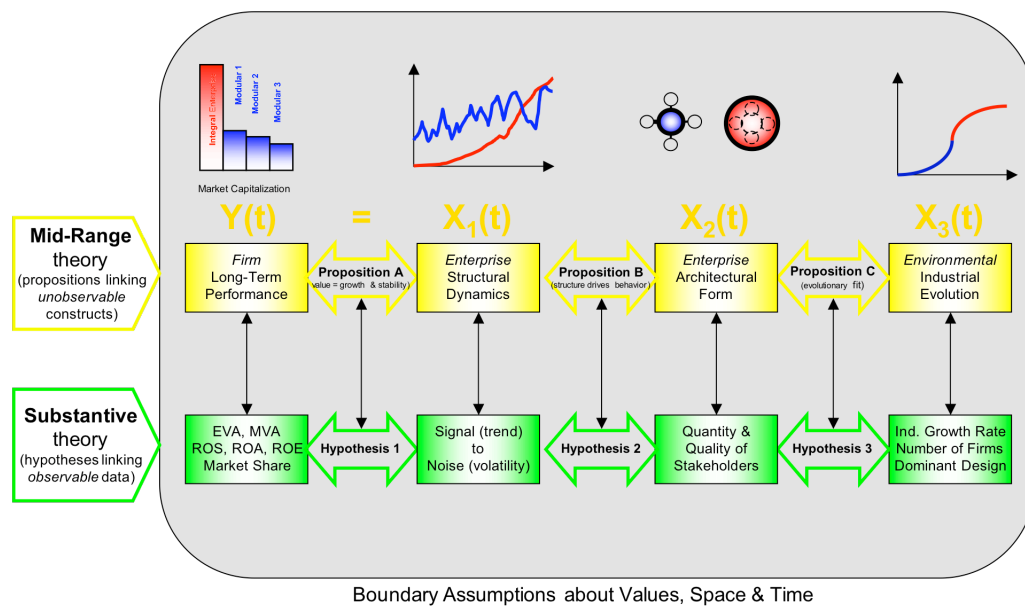 Integral Enterprise
Modular 1
Modular 2
Modular 3
Market Capitalization
Y(t)
=
X1(t)
X2(t)
X3(t)
Mid-Range
theory
(propositions linking
unobservable
constructs)
Firm
Long-Term
Performance
Proposition A
(value = growth & stability)
Enterprise
Structural
Dynamics
Proposition B
(structure drives behavior)
Enterprise
Architectural
Form
Proposition C
(evolutionary fit)
Environmental
Industrial
Evolution
Substantive
theory
(hypotheses linking
observable data)
EVA, MVA
ROS, ROA, ROE
Market Share
Hypothesis 1
Signal (trend)
to
Noise (volatility)
Hypothesis 2
Quantity &
Quality of
Stakeholders
Hypothesis 3
Ind. Growth Rate
Number of Firms
Dominant Design
Boundary Assumptions about Values, Space & Time